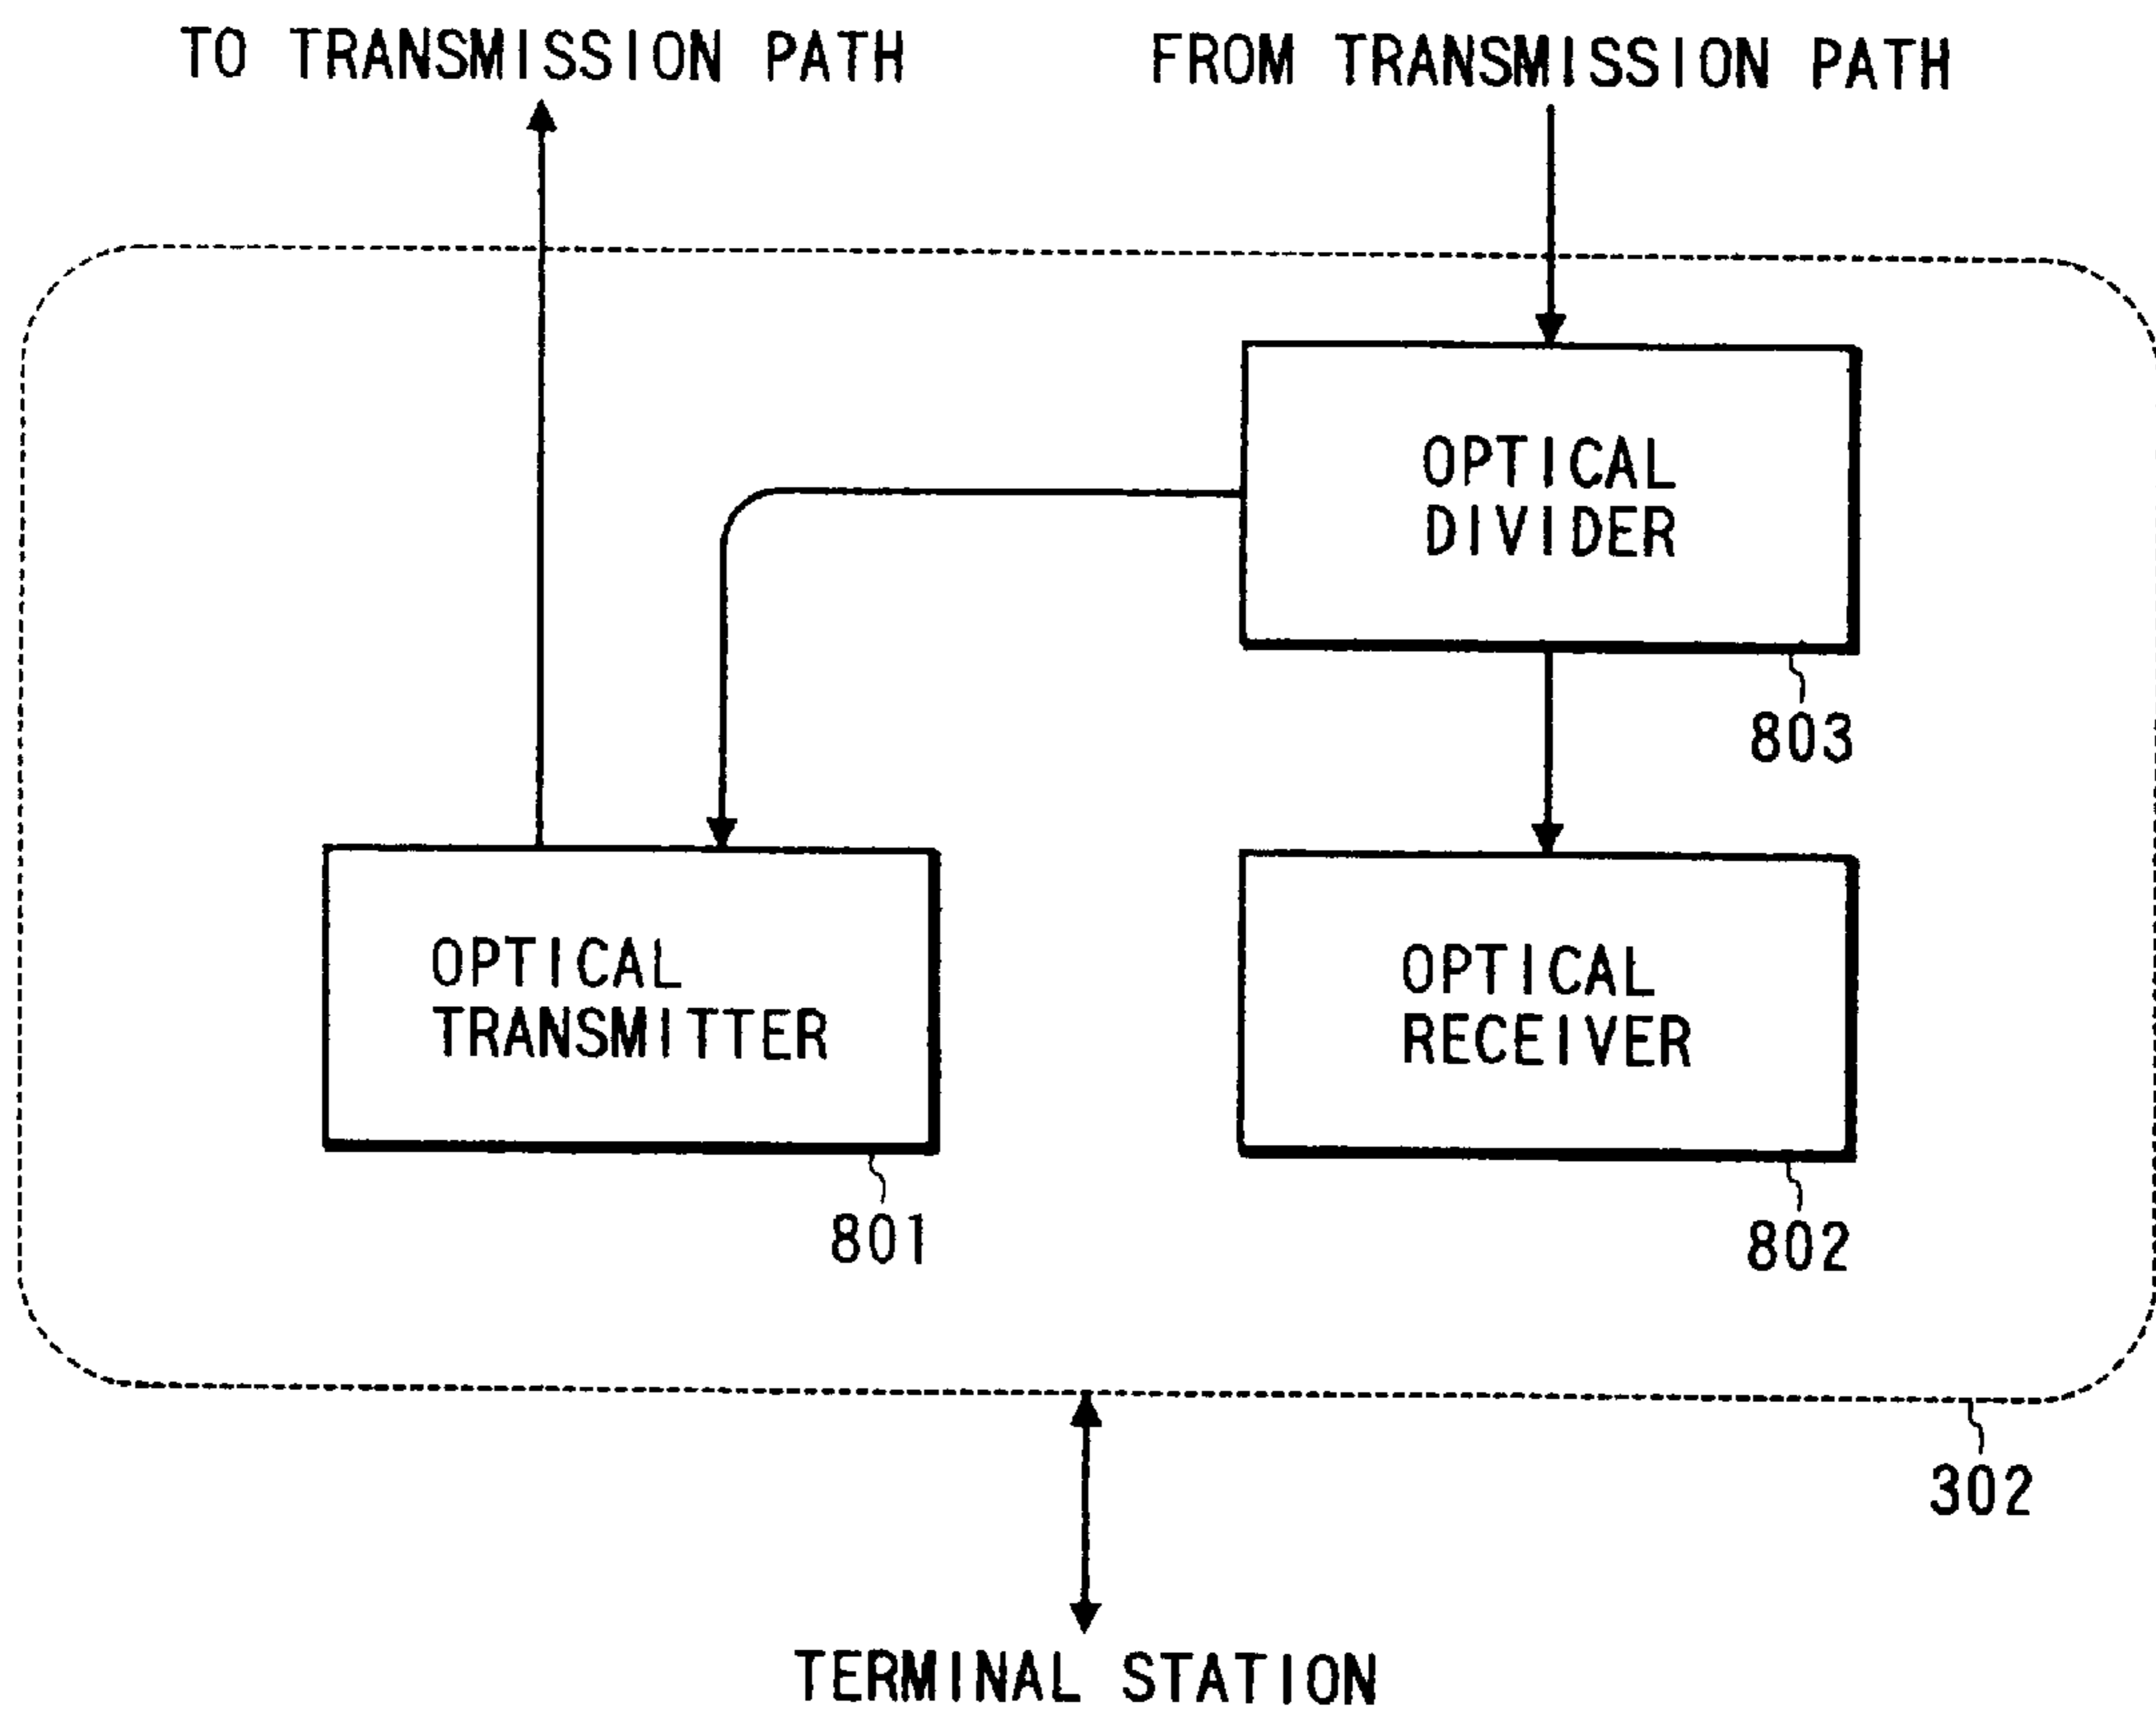 TO TRANSMISSION PATH
FROM TRANSMISSION PATH
OPTICAL
DIVIDER
803
OPTICAL
TRANSMITTER
801
OPTICAL
RECEIVER
802
302
TERMINAL STATION